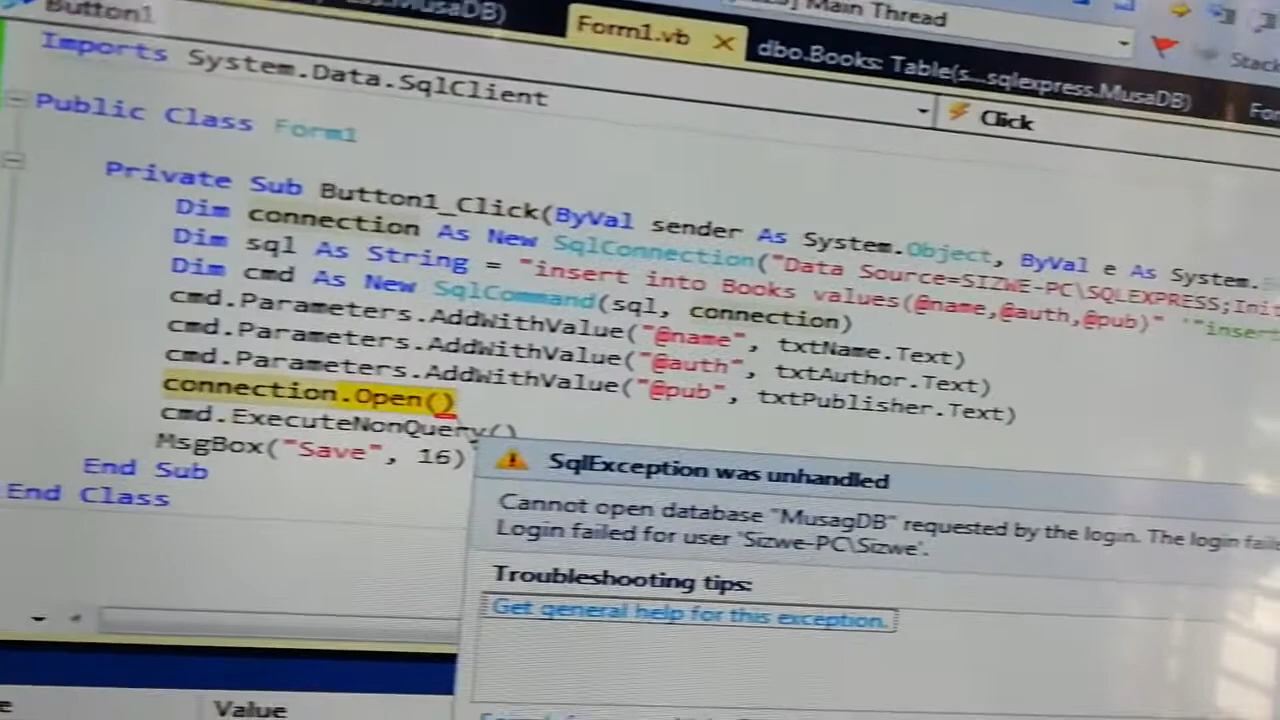 Button1
MusaDB)
Form1.vb
dbo.Books: Table(s...sqlexpress.MusaDB)
Main Thread
Stack
Click
Imports System.Data.SqlClient
Public Class Form1
Private Sub Button1_Click(ByVal sender As System.Object, ByVal e As System.
Dim connection As New SqlConnection("Data Source=SIZWE-PC\SQLEXPRESS;Init
Dim sql As String = "insert into Books values(@name,@auth,@pub)" '"insert
Dim cmd As New SqlCommand(sql, connection)
cmd.Parameters.AddWithValue("@name", txtName.Text)
cmd.Parameters.AddWithValue("@auth", txtAuthor.Text)
cmd.Parameters.AddWithValue("@pub", txtPublisher.Text)
connection.Open()
cmd.ExecuteNonQuery()
MsgBox("Save", 16)
End Sub
End Class
SqlException was unhandled
Cannot open database "MusagDB" requested by the login. The login faile
Login failed for user 'Sizwe-PC\Sizwe'.
Troubleshooting tips:
Get general help for this exception.
Value